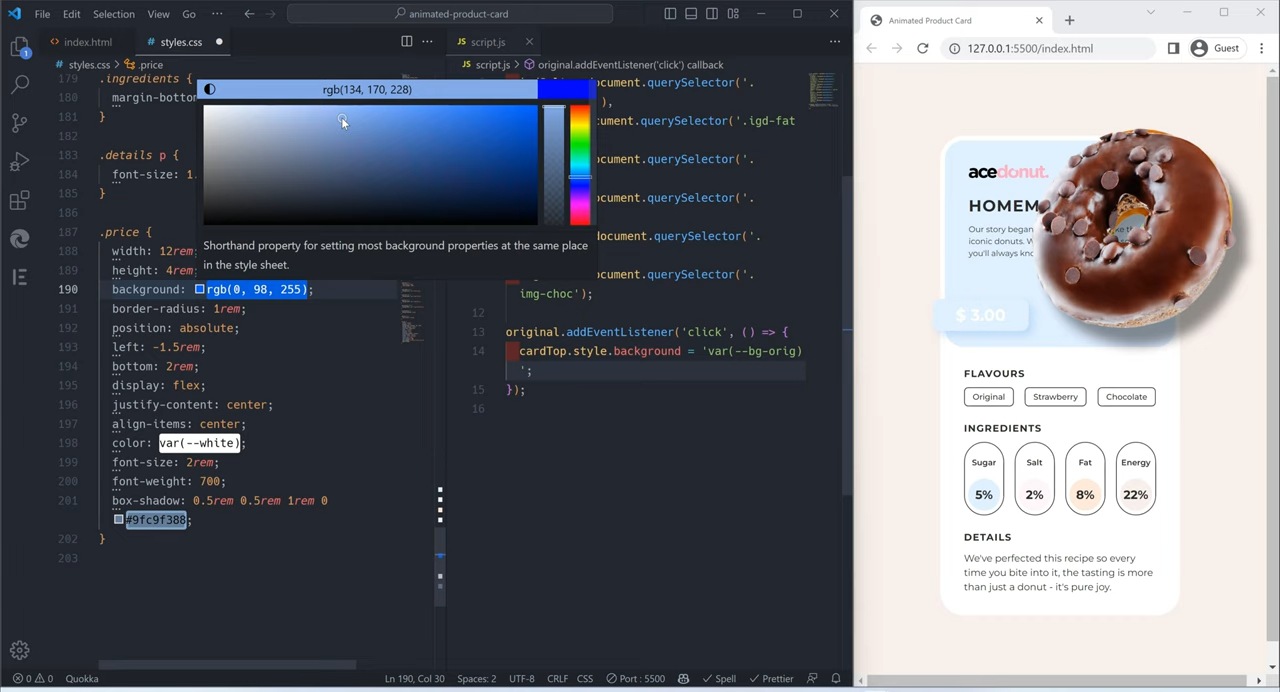 File Edit Selection View Go ··· animated-product-card
index.html styles.css script.js
styles.css > .price
script.js > original.addEventListener('click') callback
179 .ingredients {
180 margin-bottom
181 }
182
183 .details p {
184 font-size: 1.
185 }
186
187 .price {
188 width: 12rem;
189 height: 4rem;
190 background: rgb(0, 98, 255);
191 border-radius: 1rem;
192 position: absolute;
193 left: -1.5rem;
194 bottom: 2rem;
195 display: flex;
196 justify-content: center;
197 align-items: center;
198 color: var(--white);
199 font-size: 2rem;
200 font-weight: 700;
201 box-shadow: 0.5rem 0.5rem 1rem 0
#9fc9f388;
202 }
203
rgb(134, 170, 228)
Shorthand property for setting most background properties at the same place
in the style sheet.
document.querySelector('.
),
cument.querySelector('.igd-fat
cument.querySelector('.
cument.querySelector('.
ocument.querySelector('.
ocument.querySelector('.
img-choc');
12
13 original.addEventListener('click', () => {
14 cardTop.style.background = 'var(--bg-orig)
';
15 });
16
0 0 Quokka Ln 190, Col 30 Spaces: 2 UTF-8 CRLF CSS Port : 5500 Spell Prettier
Animated Product Card
127.0.0.1:5500/index.html Guest
acedonut.
HOMEM
Our story began
iconic donuts. W
you'll always kno
$ 3.00
FLAVOURS
Original Strawberry Chocolate
INGREDIENTS
Sugar Salt Fat Energy
5% 2% 8% 22%
DETAILS
We've perfected this recipe so every
time you bite into it, the tasting is more
than just a donut - it's pure joy.
1